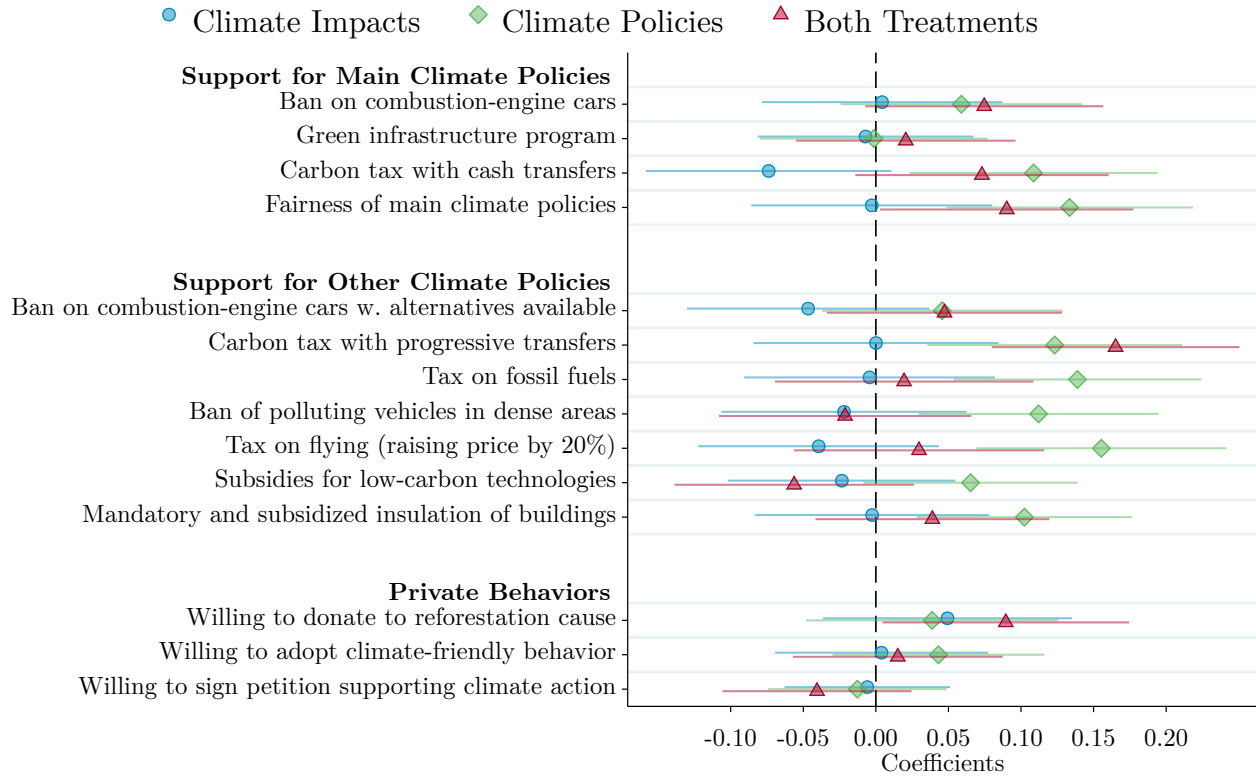 Climate Impacts Climate Policies Both Treatments
Support for Main Climate Policies
Ban on combustion-engine cars
Green infrastructure program
Carbon tax with cash transfers
Fairness of main climate policies
Support for Other Climate Policies
Ban on combustion-engine cars w. alternatives available
Carbon tax with progressive transfers
Tax on fossil fuels
Ban of polluting vehicles in dense areas
Tax on flying (raising price by 20%)
Subsidies for low-carbon technologies
Mandatory and subsidized insulation of buildings
Private Behaviors
Willing to donate to reforestation cause
Willing to adopt climate-friendly behavior
Willing to sign petition supporting climate action
-0.10 -0.05 0.00 0.05 0.10 0.15 0.20
Coefficients